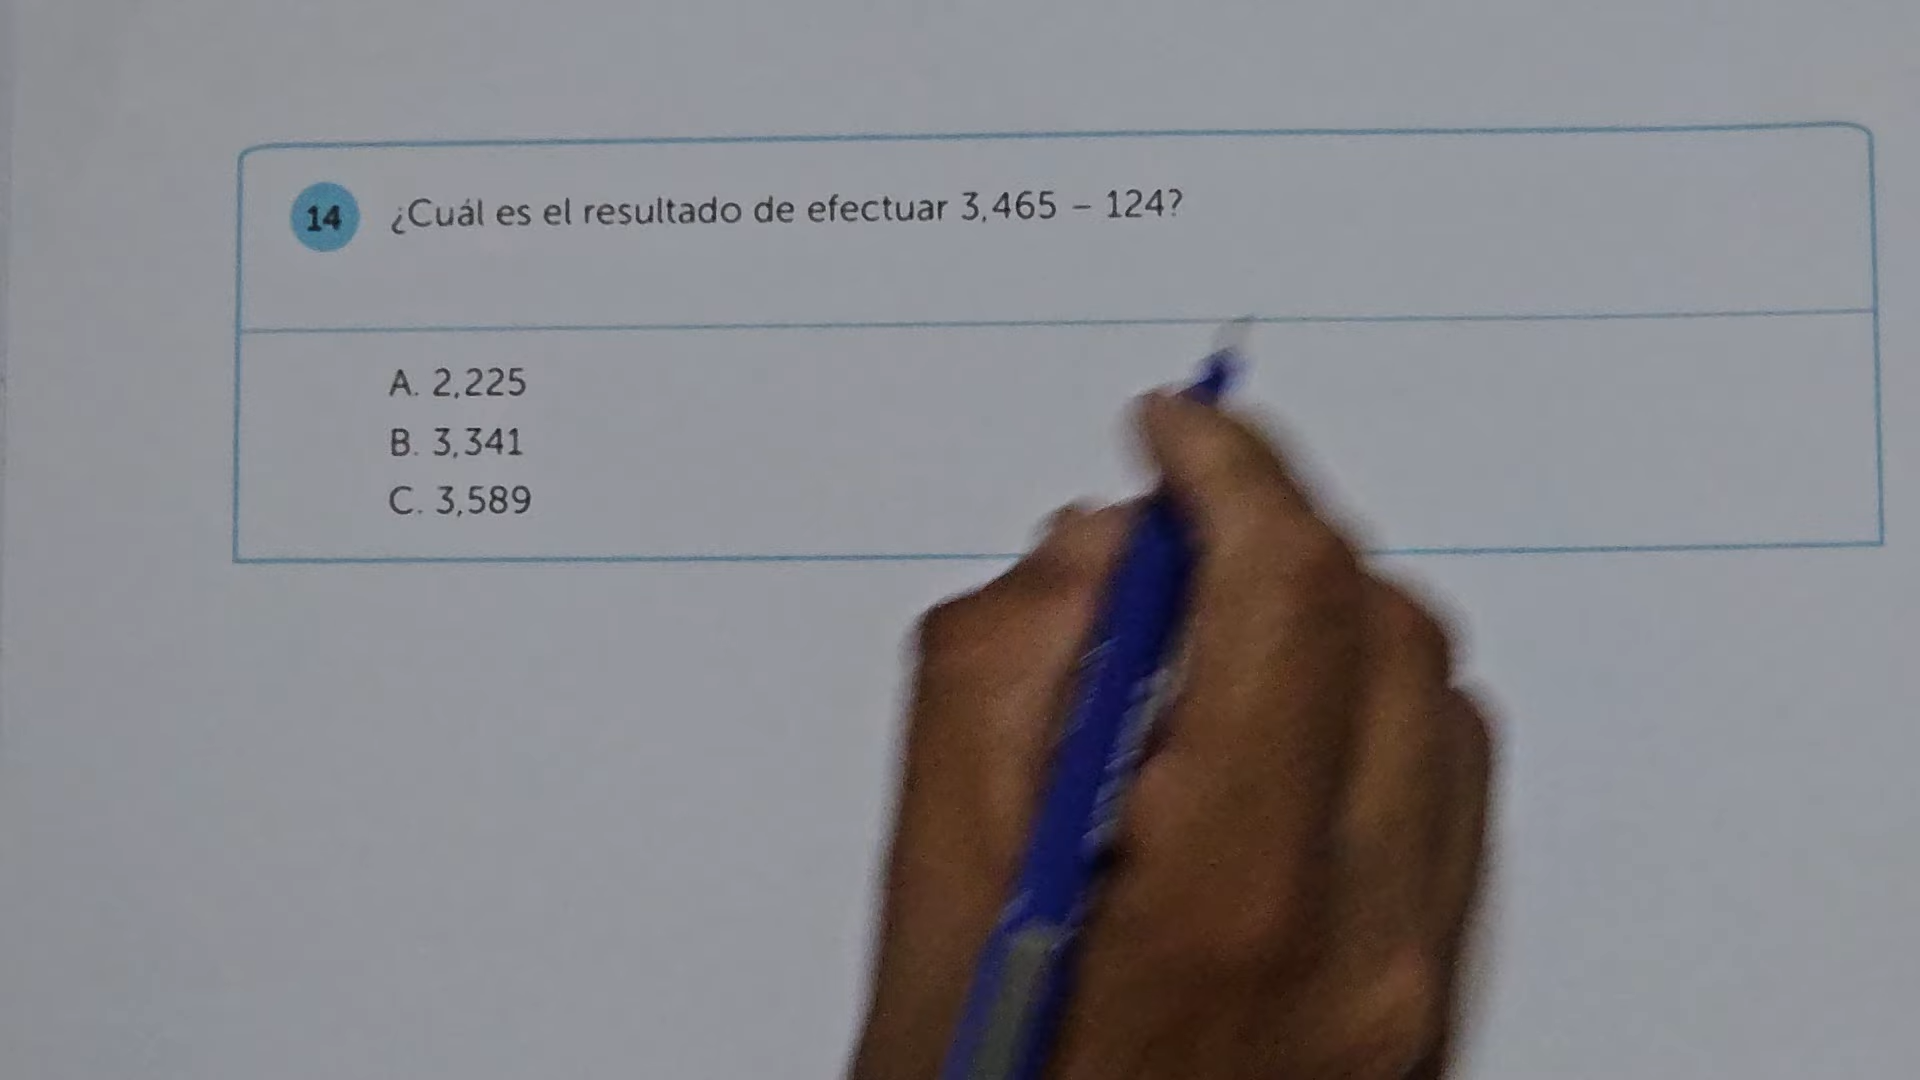 14 ¿Cuál es el resultado de efectuar 3,465 – 124?
A. 2,225
B. 3,341
C. 3,589